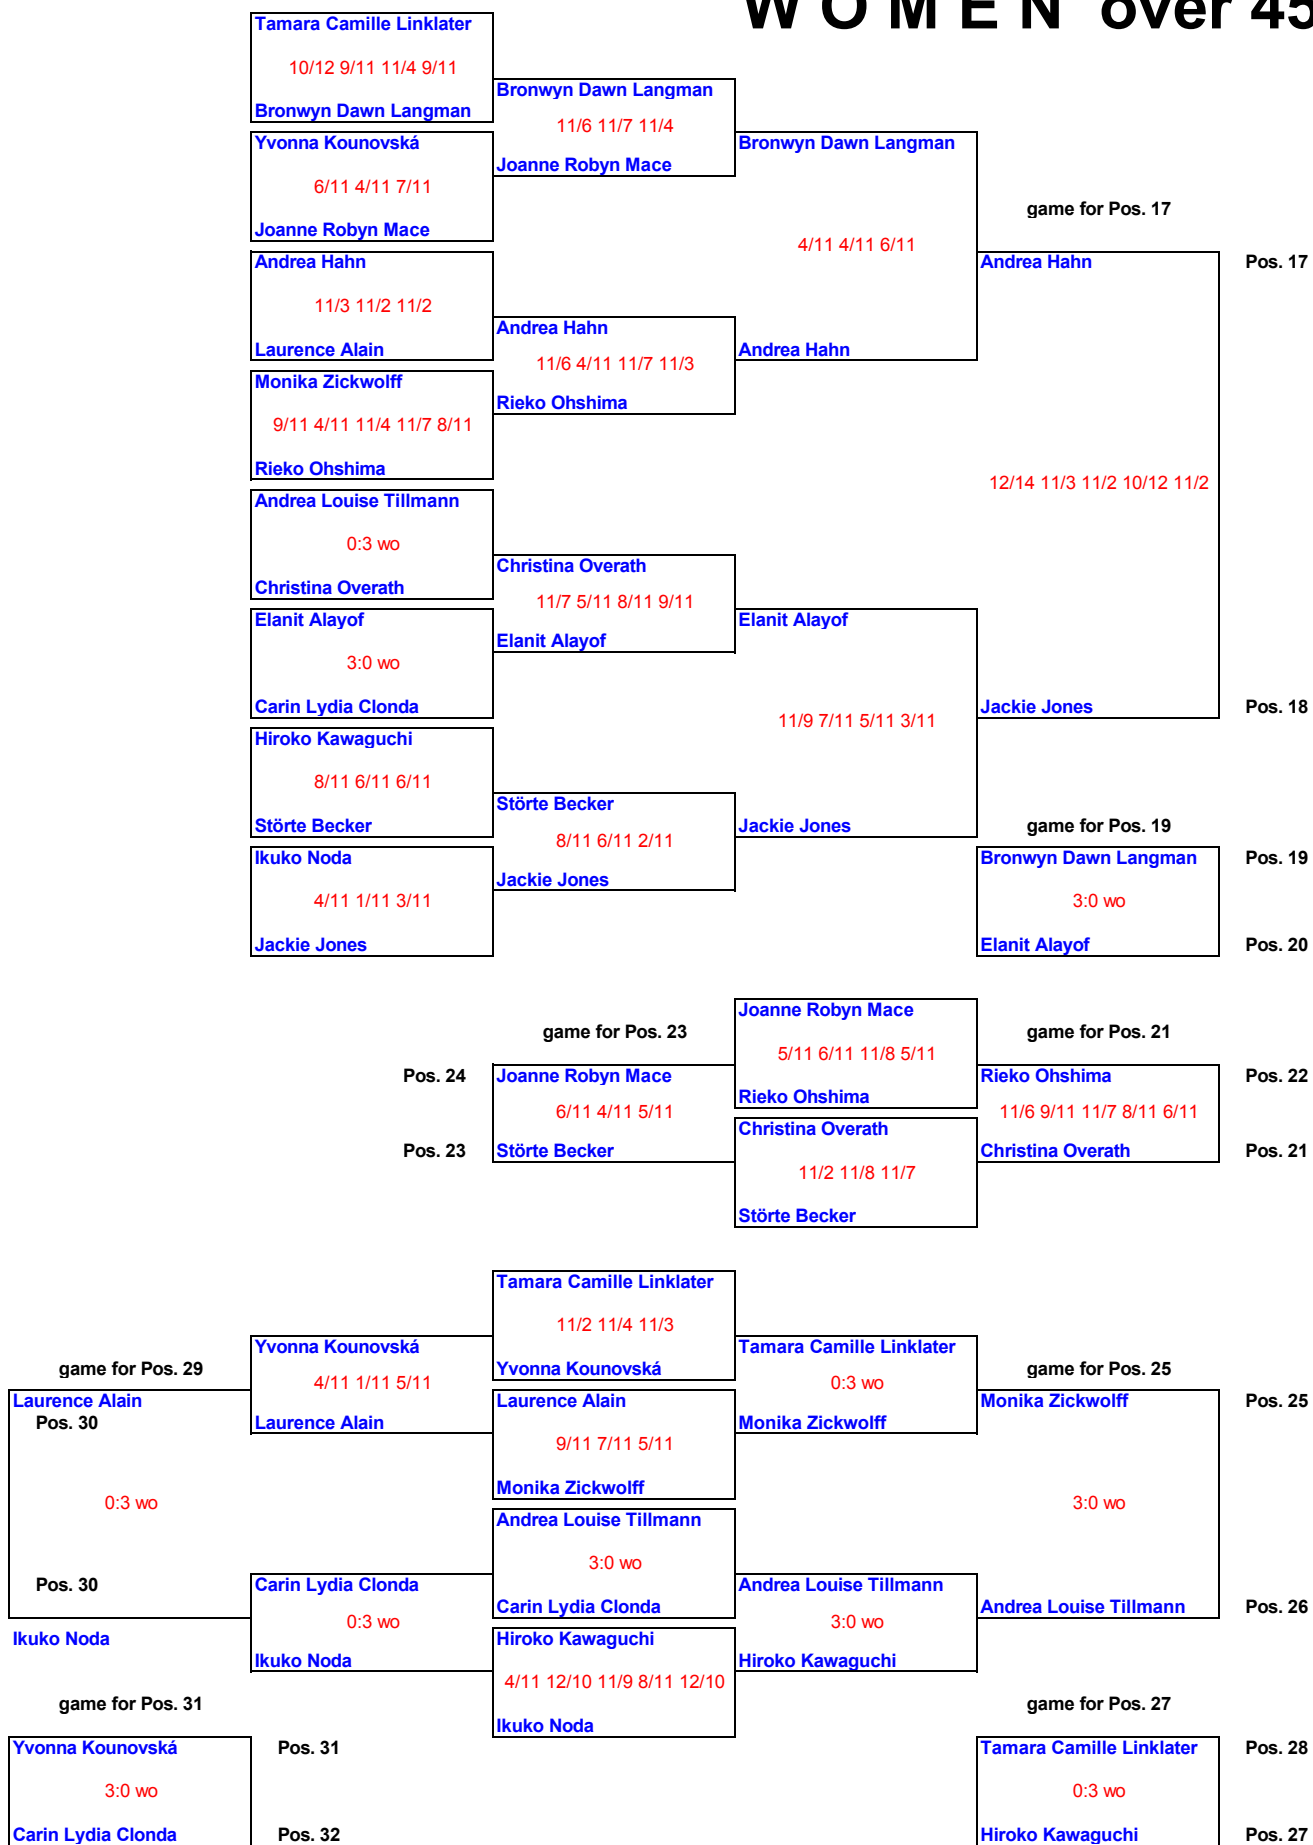 W O M E N over 45
Tamara Camille Linklater
10/12 9/11 11/4 9/11
Bronwyn Dawn Langman
Yvonna Kounovská
6/11 4/11 7/11
Joanne Robyn Mace
Andrea Hahn
11/3 11/2 11/2
Laurence Alain
Monika Zickwolff
9/11 4/11 11/4 11/7 8/11
Rieko Ohshima
Andrea Louise Tillmann
0:3 wo
Christina Overath
Elanit Alayof
3:0 wo
Carin Lydia Clonda
Hiroko Kawaguchi
8/11 6/11 6/11
Störte Becker
Ikuko Noda
4/11 1/11 3/11
Jackie Jones
Bronwyn Dawn Langman
11/6 11/7 11/4
Joanne Robyn Mace
Andrea Hahn
11/6 4/11 11/7 11/3
Rieko Ohshima
Christina Overath
11/7 5/11 8/11 9/11
Elanit Alayof
Störte Becker
8/11 6/11 2/11
Jackie Jones
Bronwyn Dawn Langman
4/11 4/11 6/11
Andrea Hahn
Elanit Alayof
11/9 7/11 5/11 3/11
Jackie Jones
game for Pos. 17
Andrea Hahn Pos. 17
12/14 11/3 11/2 10/12 11/2
Jackie Jones Pos. 18
game for Pos. 19
Bronwyn Dawn Langman Pos. 19
3:0 wo
Elanit Alayof Pos. 20
Joanne Robyn Mace
5/11 6/11 11/8 5/11
Rieko Ohshima
Christina Overath
11/2 11/8 11/7
Störte Becker
game for Pos. 23
Pos. 24 Joanne Robyn Mace
6/11 4/11 5/11
Pos. 23 Störte Becker
game for Pos. 21
Rieko Ohshima Pos. 22
11/6 9/11 11/7 8/11 6/11
Christina Overath Pos. 21
Tamara Camille Linklater
11/2 11/4 11/3
Yvonna Kounovská
Laurence Alain
9/11 7/11 5/11
Monika Zickwolff
Andrea Louise Tillmann
3:0 wo
Carin Lydia Clonda
Hiroko Kawaguchi
4/11 12/10 11/9 8/11 12/10
Ikuko Noda
Yvonna Kounovská
4/11 1/11 5/11
Laurence Alain
Carin Lydia Clonda
0:3 wo
Ikuko Noda
game for Pos. 29
Laurence Alain
Pos. 30
0:3 wo
Pos. 30
Ikuko Noda
game for Pos. 31
Yvonna Kounovská Pos. 31
3:0 wo
Carin Lydia Clonda Pos. 32
Tamara Camille Linklater
0:3 wo
Monika Zickwolff
Andrea Louise Tillmann
3:0 wo
Hiroko Kawaguchi
game for Pos. 25
Monika Zickwolff Pos. 25
3:0 wo
Andrea Louise Tillmann Pos. 26
game for Pos. 27
Tamara Camille Linklater Pos. 28
0:3 wo
Hiroko Kawaguchi Pos. 27